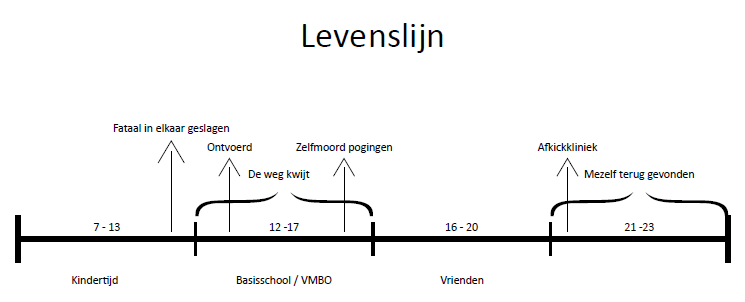 Levenslijn
Fataal in elkaar geslagen
Ontvoerd
Zelfmoord pogingen
Afkickkliniek
De weg kwijt
Mezelf terug gevonden
7 - 13
12 -17
16 - 20
21 -23
Kindertijd
Basisschool / VMBO
Vrienden